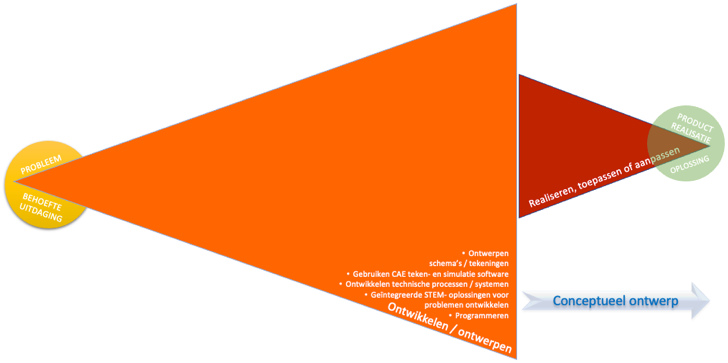 PROBLEEM
BEHOEFTE
UITDAGING
• Ontwerpen
schema's / tekeningen
• Gebruiken CAE teken- en simulatie software
• Ontwikkelen technische processen / systemen
• Geïntegreerde STEM- oplossingen voor
problemen ontwikkelen
• Programmeren
Ontwikkelen / ontwerpen
Realiseren, toepassen of aanpassen
PRODUCT
REALISATIE
OPLOSSING
Conceptueel ontwerp